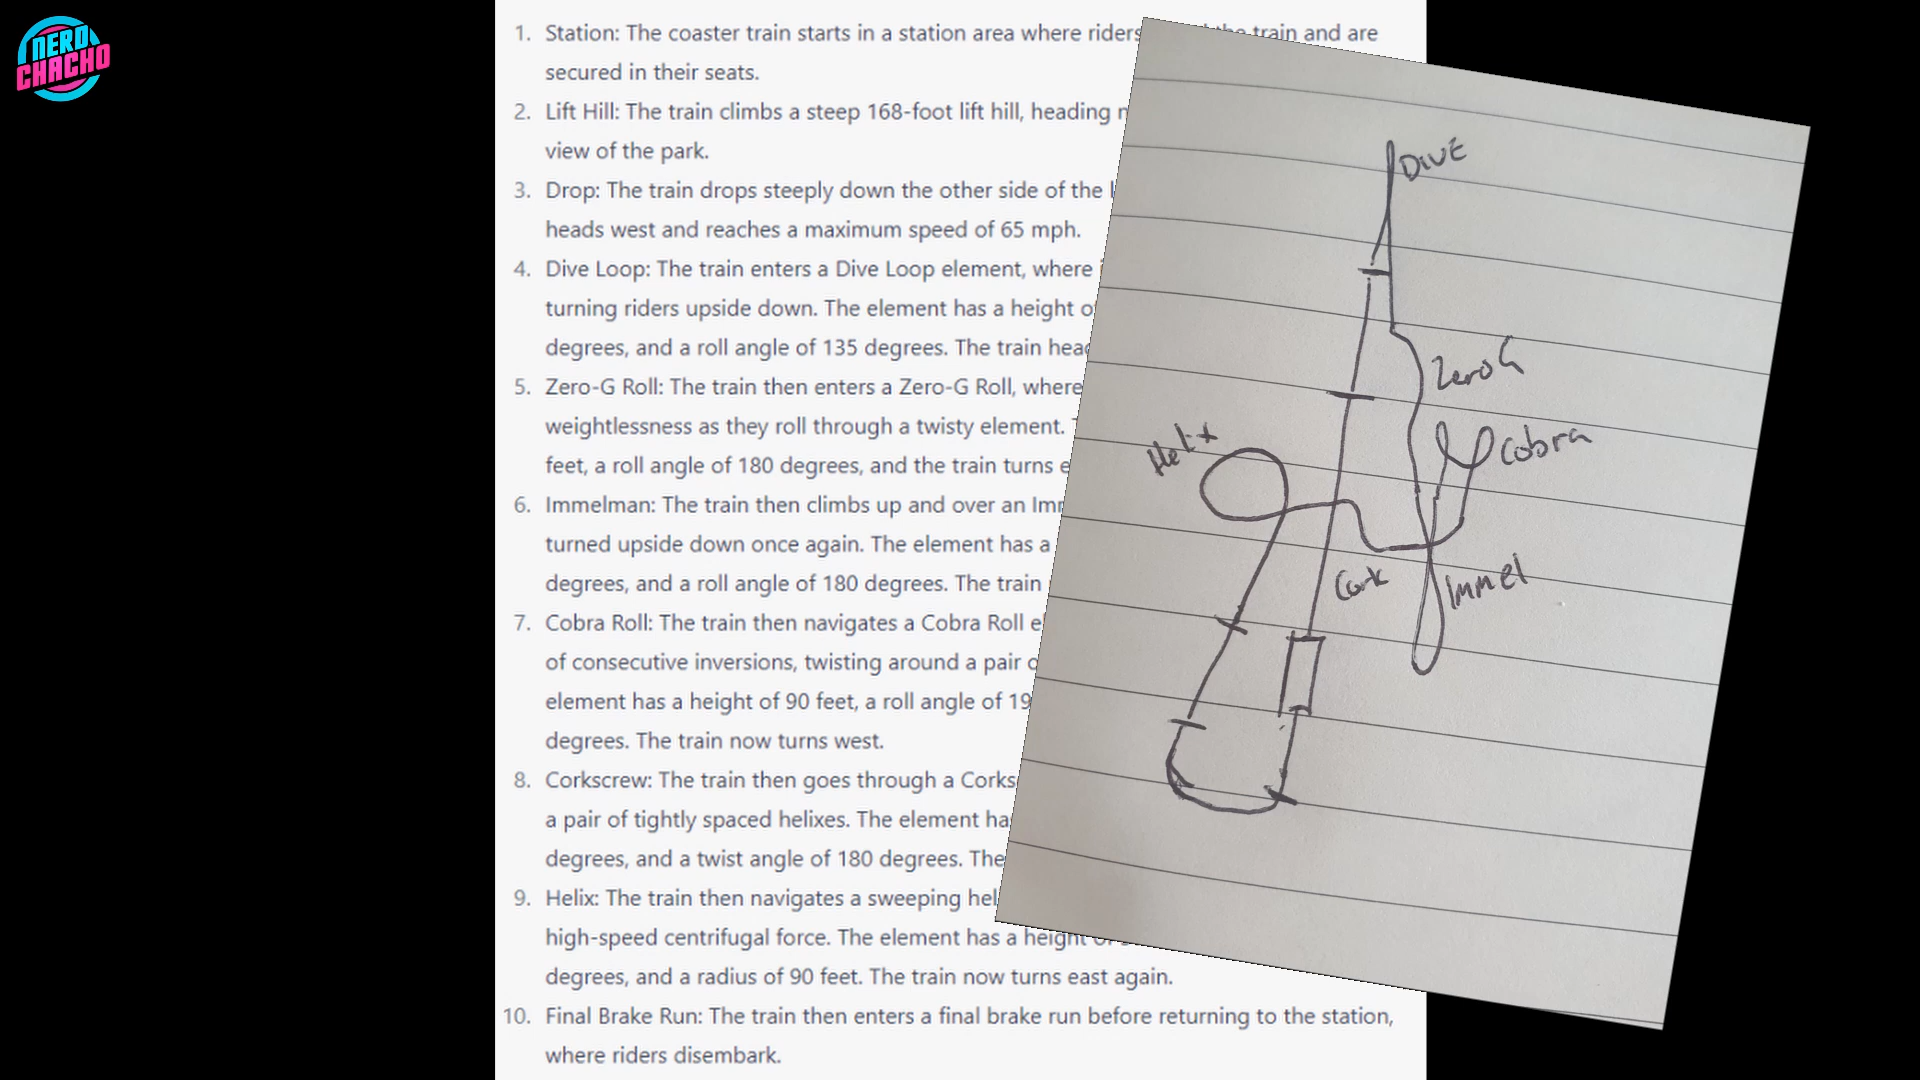 NERD
CHACHO
1. Station: The coaster train starts in a station area where riders the train and are
secured in their seats.
2. Lift Hill: The train climbs a steep 168-foot lift hill, heading
view of the park.
3. Drop: The train drops steeply down the other side of the
heads west and reaches a maximum speed of 65 mph.
4. Dive Loop: The train enters a Dive Loop element, where
turning riders upside down. The element has a height of
degrees, and a roll angle of 135 degrees. The train
5. Zero-G Roll: The train then enters a Zero-G Roll, where
weightlessness as they roll through a twisty element.
feet, a roll angle of 180 degrees, and the train turns
6. Immelman: The train then climbs up and over an
turned upside down once again. The element has a
degrees, and a roll angle of 180 degrees. The train
7. Cobra Roll: The train then navigates a Cobra Roll
of consecutive inversions, twisting around a pair
element has a height of 90 feet, a roll angle of
degrees. The train now turns west.
8. Corkscrew: The train then goes through a
a pair of tightly spaced helixes. The element
degrees, and a twist angle of 180 degrees. The
9. Helix: The train then navigates a sweeping
high-speed centrifugal force. The element has a height
degrees, and a radius of 90 feet. The train now turns east again.
10. Final Brake Run: The train then enters a final brake run before returning to the station,
where riders disembark.
DIVE
Zero G
Cobra
Helix
Cork
Immel